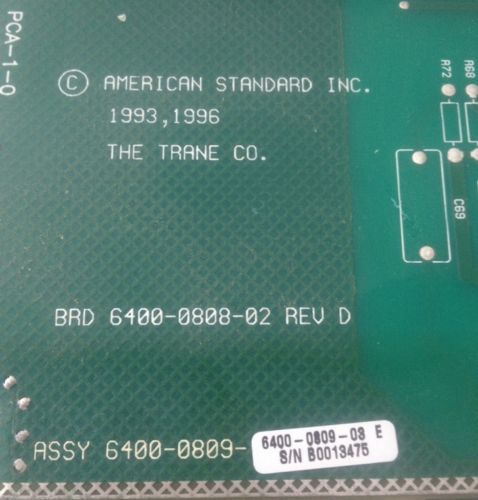 PCA-1-0
© AMERICAN STANDARD INC.
1993,1996
THE TRANE CO.
R72
R68
C69
BRD 6400-0808-02 REV D
ASSY 6400-0809-
6400-0809-03 E
S/N B0013475